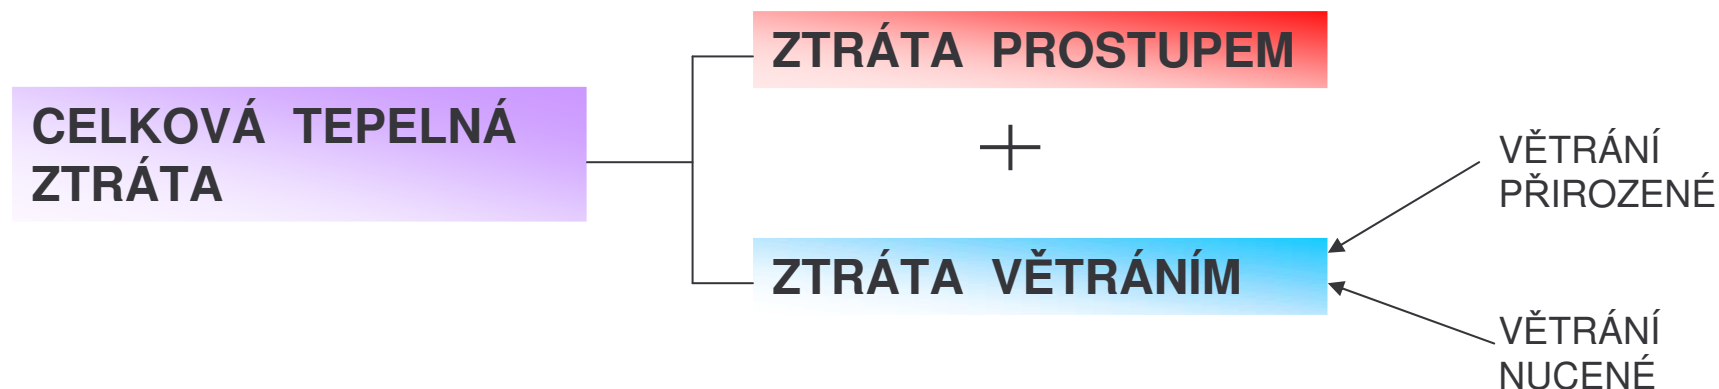 ZTRÁTA PROSTUPEM
CELKOVÁ TEPELNÁ
ZTRÁTA
+
VĚTRÁNÍ
PŘIROZENÉ
ZTRÁTA VĚTRÁNÍM
VĚTRÁNÍ
NUCENÉ